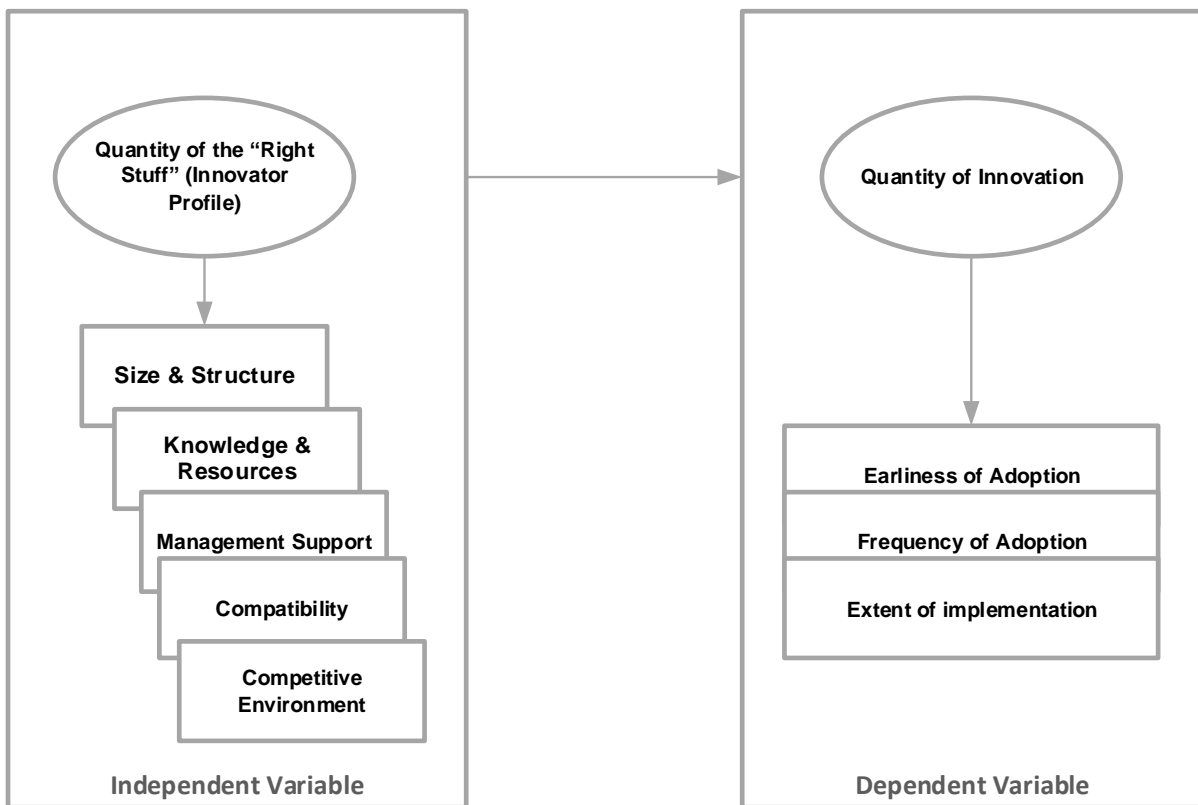 Quantity of the “Right
Stuff” (Innovator
Profile)
Size & Structure
Knowledge &
Resources
Management Support
Compatibility
Competitive
Environment
Independent Variable
Quantity of Innovation
Earliness of Adoption
Frequency of Adoption
Extent of implementation
Dependent Variable